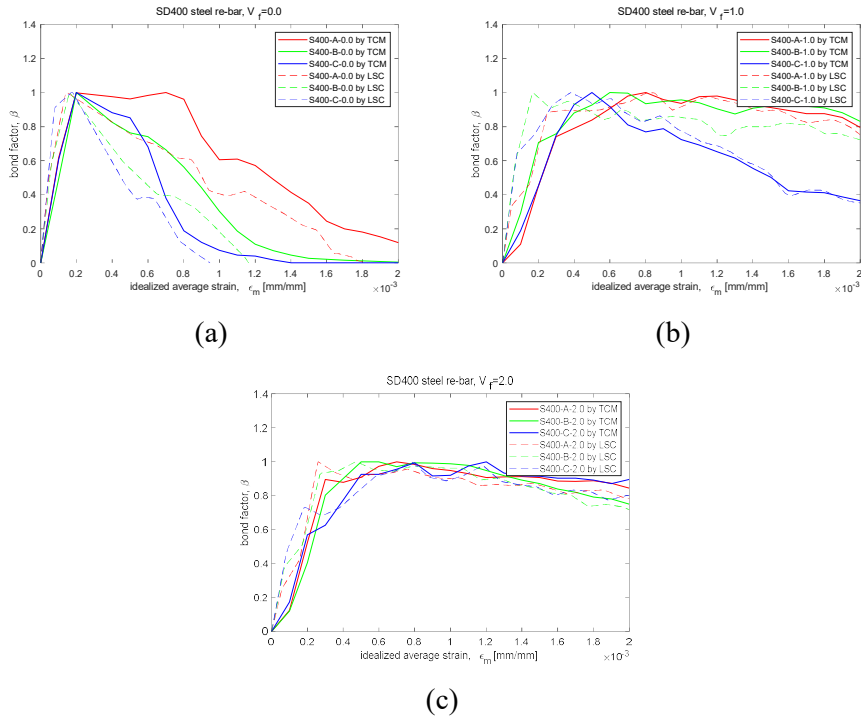 SD400 steel re-bar, V_f=0.0
1.4
1.2
1
0.8
0.6
0.4
0.2
0
bond factor, β
S400-A-0.0 by TCM
S400-B-0.0 by TCM
S400-C-0.0 by TCM
S400-A-0.0 by LSC
S400-B-0.0 by LSC
S400-C-0.0 by LSC
0 0.2 0.4 0.6 0.8 1 1.2 1.4 1.6 1.8 2
idealized average strain, ϵ_m [mm/mm]
×10⁻³
(a)
SD400 steel re-bar, V_f=1.0
1.4
1.2
1
0.8
0.6
0.4
0.2
0
bond factor, β
S400-A-1.0 by TCM
S400-B-1.0 by TCM
S400-C-1.0 by TCM
S400-A-1.0 by LSC
S400-B-1.0 by LSC
S400-C-1.0 by LSC
0 0.2 0.4 0.6 0.8 1 1.2 1.4 1.6 1.8 2
idealized average strain, ϵ_m [mm/mm]
×10⁻³
(b)
SD400 steel re-bar, V_f=2.0
1.4
1.2
1
0.8
0.6
0.4
0.2
0
bond factor, β
S400-A-2.0 by TCM
S400-B-2.0 by TCM
S400-C-2.0 by TCM
S400-A-2.0 by LSC
S400-B-2.0 by LSC
S400-C-2.0 by LSC
0 0.2 0.4 0.6 0.8 1 1.2 1.4 1.6 1.8 2
idealized average strain, ϵ_m [mm/mm]
×10⁻³
(c)